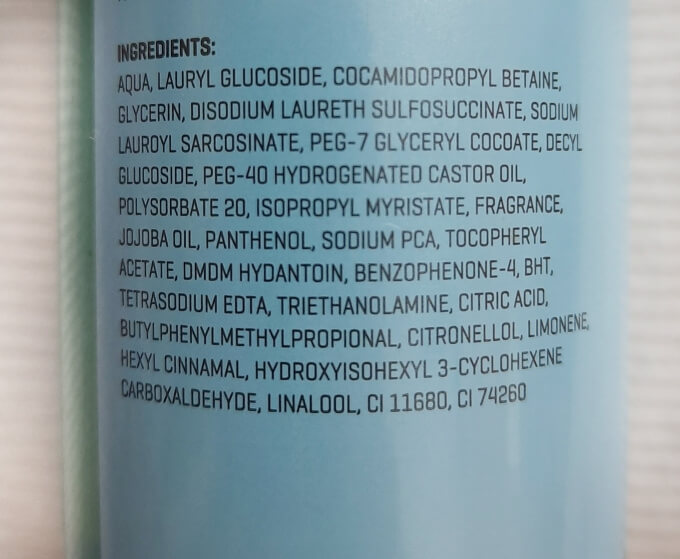 INGREDIENTS:
AQUA, LAURYL GLUCOSIDE, COCAMIDOPROPYL BETAINE,
GLYCERIN, DISODIUM LAURETH SULFOSUCCINATE, SODIUM
LAUROYL SARCOSINATE, PEG-7 GLYCERYL COCOATE, DECYL
GLUCOSIDE, PEG-40 HYDROGENATED CASTOR OIL,
POLYSORBATE 20, ISOPROPYL MYRISTATE, FRAGRANCE,
JOJOBA OIL, PANTHENOL, SODIUM PCA, TOCOPHERYL
ACETATE, DMDM HYDANTOIN, BENZOPHENONE-4, BHT,
TETRASODIUM EDTA, TRIETHANOLAMINE, CITRIC ACID,
BUTYLPHENYLMETHYLPROPIONAL, CITRONELLOL, LIMONENE,
HEXYL CINNAMAL, HYDROXYISOHEXYL 3-CYCLOHEXENE
CARBOXALDEHYDE, LINALOOL, CI 11680, CI 74260